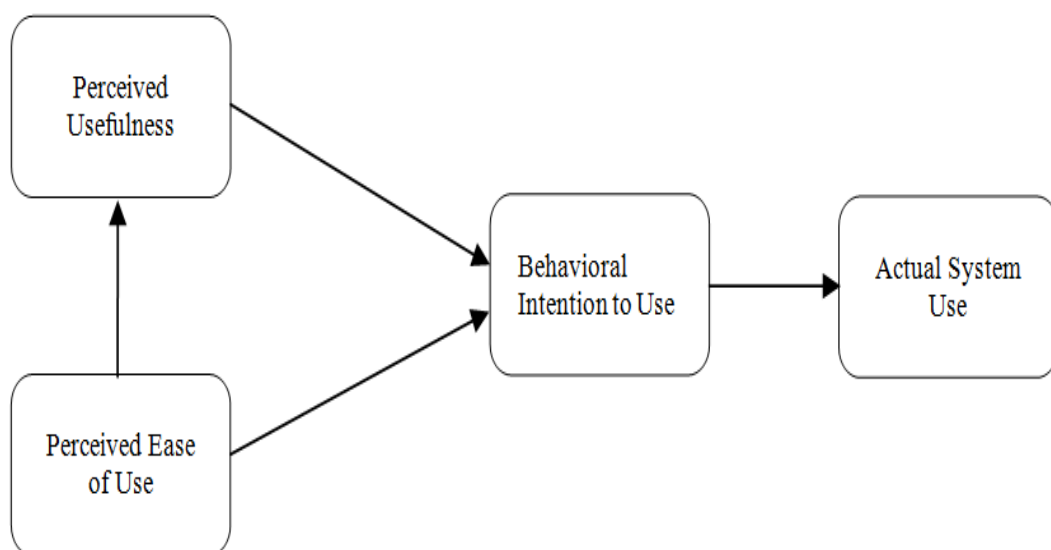 Perceived
Usefulness
Behavioral
Intention to Use
Actual System
Use
Perceived Ease
of Use